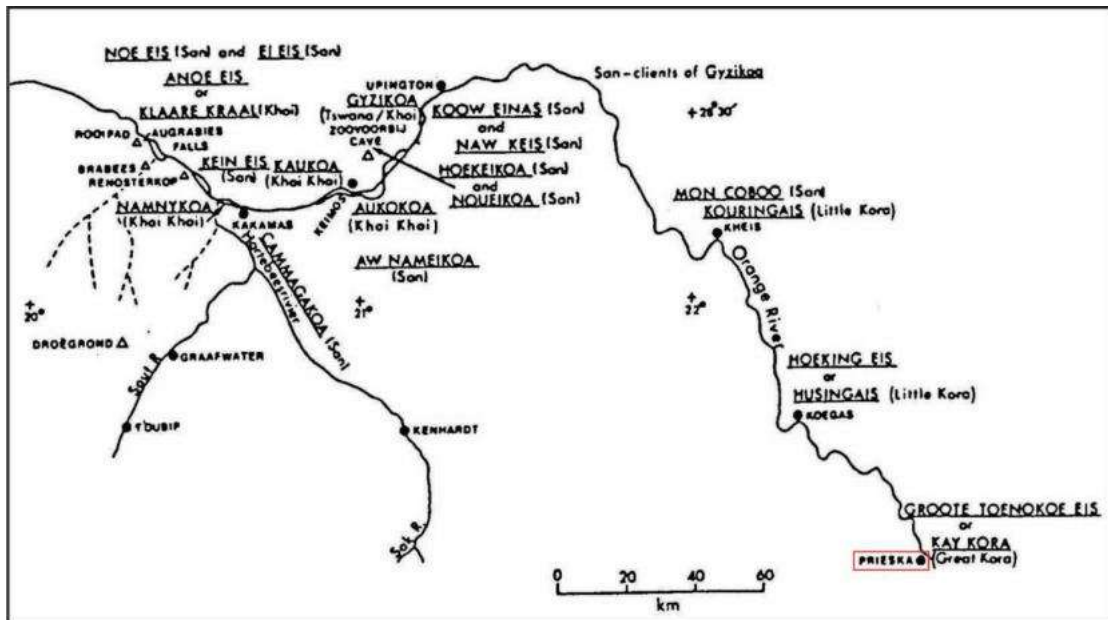 NOE EIS (San) and EI EIS (San)
ANOE EIS
or
KLAARE KRAAL (Khoi)
ROOIPAD
AUGRABIES
FALLS
BRABEES
RENOSTERKOP
KEIN EIS
(San)
KAUKOA
(Khoi Khoi)
NAMNYKOA
(Khoi Khoi)
KAKAMAS
KEIMOS
UPINGTON
GYZIKOA
(Tswana/Khoi
ZOOVOORBIJ
CAVE
KOOW EINAS (San)
and
NAW KEIS (San)
HOEKEIKOA (San)
and
NOUEIKOA (San)
AUKOKOA
(Khoi Khoi)
AW NAMEIKOA
(San)
CAMMAGAKOA (San)
Hartebeesrivier
San-clients of Gyzikoa
+ 28° 30'
MON COBOO (San)
KOURINGAIS (Little Kora)
KHEIS
Orange River
+
20°
+
21°
+
22°
DROËGROND
GRAAFWATER
Sout R.
T'OUBIP
KENHARDT
Sak R.
HOEKING EIS
or
HUSINGAIS (Little Kora)
KOEGAS
GROOTE TOENOKOE EIS
or
KAY KORA
(Great Kora)
PRIESKA
0 20 40 60
km